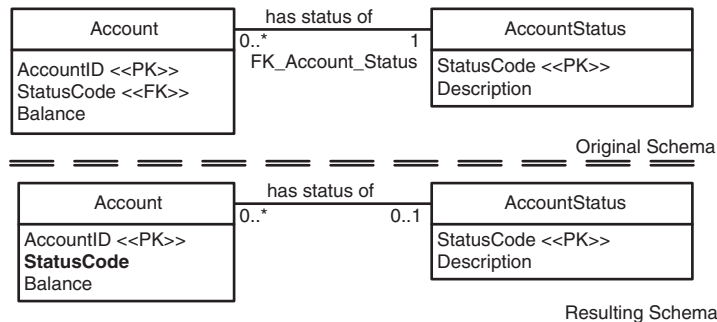 Account
has status of
AccountStatus
0..*
1
FK_Account_Status
AccountID <<PK>>
StatusCode <<FK>>
Balance
StatusCode <<PK>>
Description
Original Schema
Account
has status of
AccountStatus
0..*
0..1
AccountID <<PK>>
StatusCode
Balance
StatusCode <<PK>>
Description
Resulting Schema